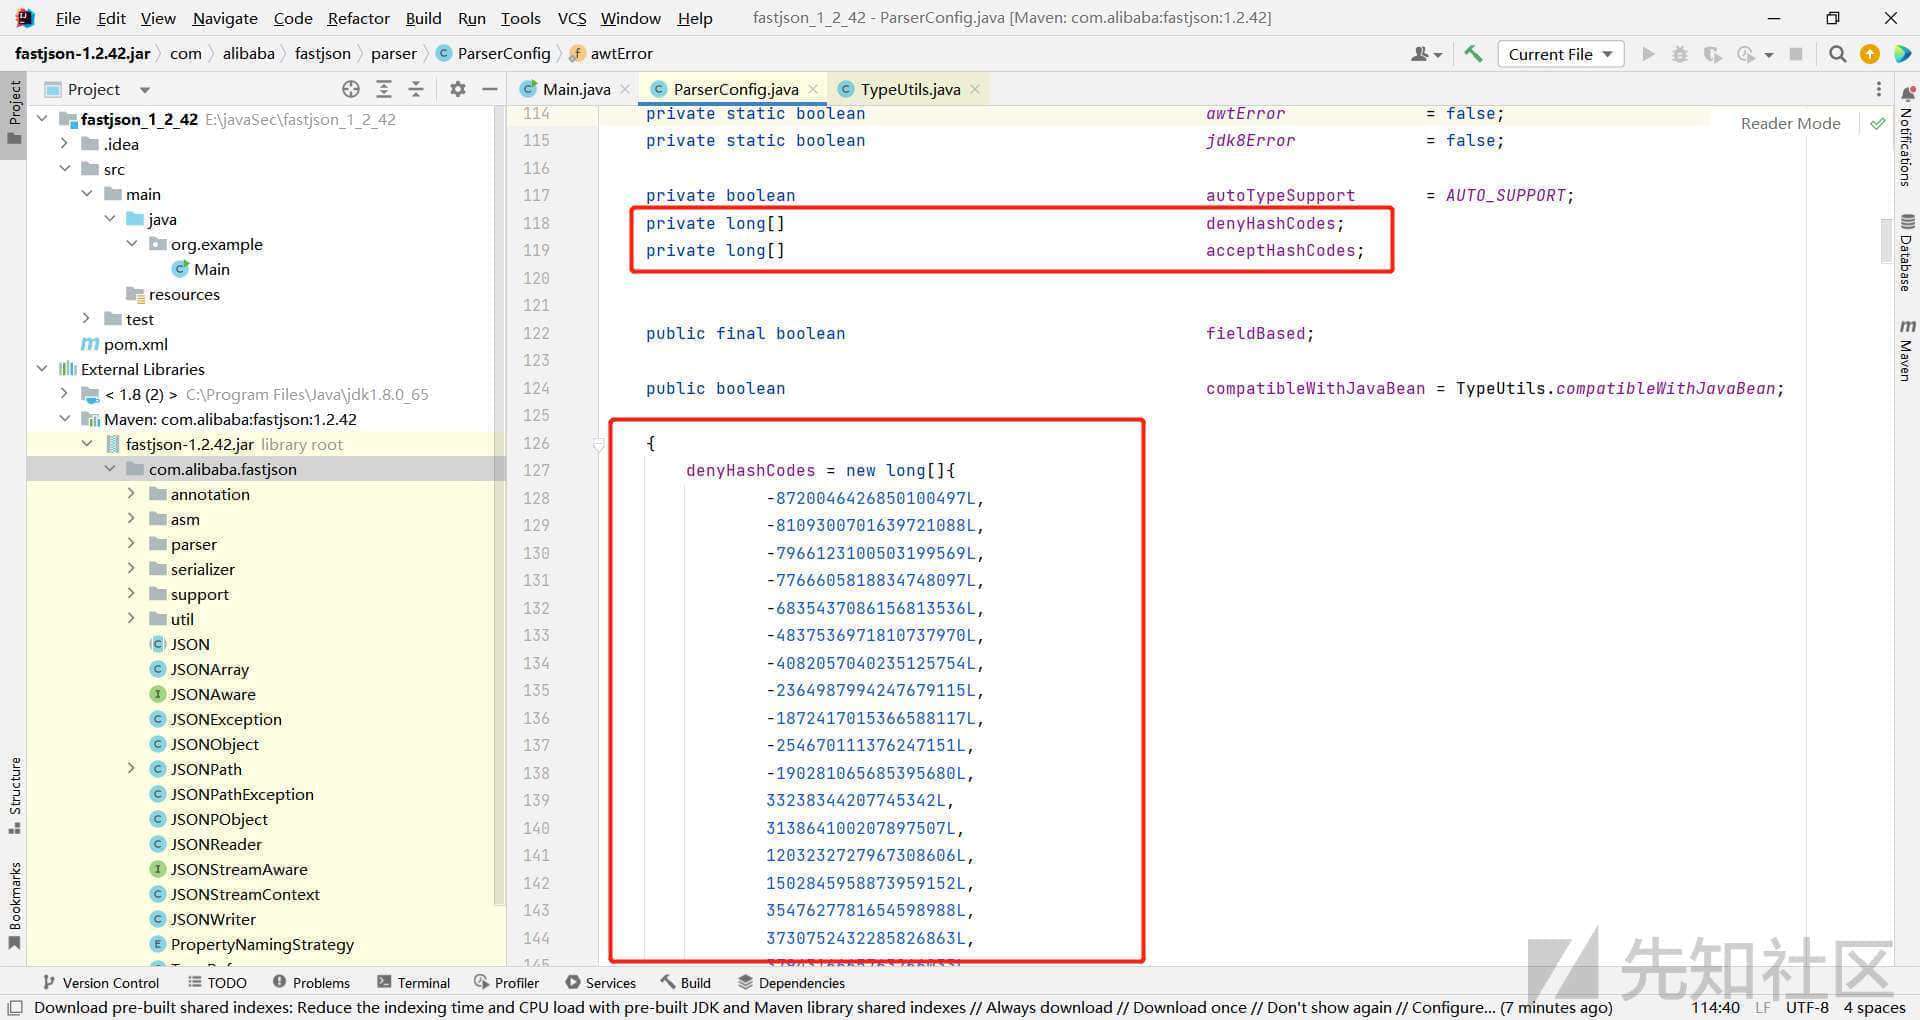 File Edit View Navigate Code Refactor Build Run Tools VCS Window Help fastjson_1_2_42 - ParserConfig.java [Maven: com.alibaba:fastjson:1.2.42]
fastjson-1.2.42.jar com alibaba fastjson parser ParserConfig awtError Current File
Project Main.java ParserConfig.java TypeUtils.java
Project
Structure
Bookmarks
fastjson_1_2_42 E:\javaSec\fastjson_1_2_42
.idea
src
main
java
org.example
Main
resources
test
pom.xml
External Libraries
< 1.8 (2) > C:\Program Files\Java\jdk1.8.0_65
Maven: com.alibaba:fastjson:1.2.42
fastjson-1.2.42.jar library root
com.alibaba.fastjson
annotation
asm
parser
serializer
support
util
JSON
JSONArray
JSONAware
JSONException
JSONObject
JSONPath
JSONPathException
JSONPObject
JSONReader
JSONStreamAware
JSONStreamContext
JSONWriter
PropertyNamingStrategy
Reader Mode
114 private static boolean awtError = false;
115 private static boolean jdk8Error = false;
116
117 private boolean autoTypeSupport = AUTO_SUPPORT;
118 private long[] denyHashCodes;
119 private long[] acceptHashCodes;
120
121
122 public final boolean fieldBased;
123
124 public boolean compatibleWithJavaBean = TypeUtils.compatibleWithJavaBean;
125
126 {
127 denyHashCodes = new long[]{
128 -8720046426850100497L,
129 -8109300701639721088L,
130 -7966123100503199569L,
131 -7766605818834748097L,
132 -6835437086156813536L,
133 -4837536971810737970L,
134 -4082057040235125754L,
135 -2364987994247679115L,
136 -1872417015366588117L,
137 -254670111376247151L,
138 -190281065685395680L,
139 33238344207745342L,
140 313864100207897507L,
141 1203232727967308606L,
142 1502845958873959152L,
143 3547627781654598988L,
144 3730752432285826863L,
145
Notifications
Database
m Maven
先知社区
Version Control TODO Problems Terminal Profiler Services Build Dependencies
Download pre-built shared indexes: Reduce the indexing time and CPU load with pre-built JDK and Maven library shared indexes // Always download // Download once // Don't show again // Configure... (7 minutes ago) 114:40 LF UTF-8 4 spaces